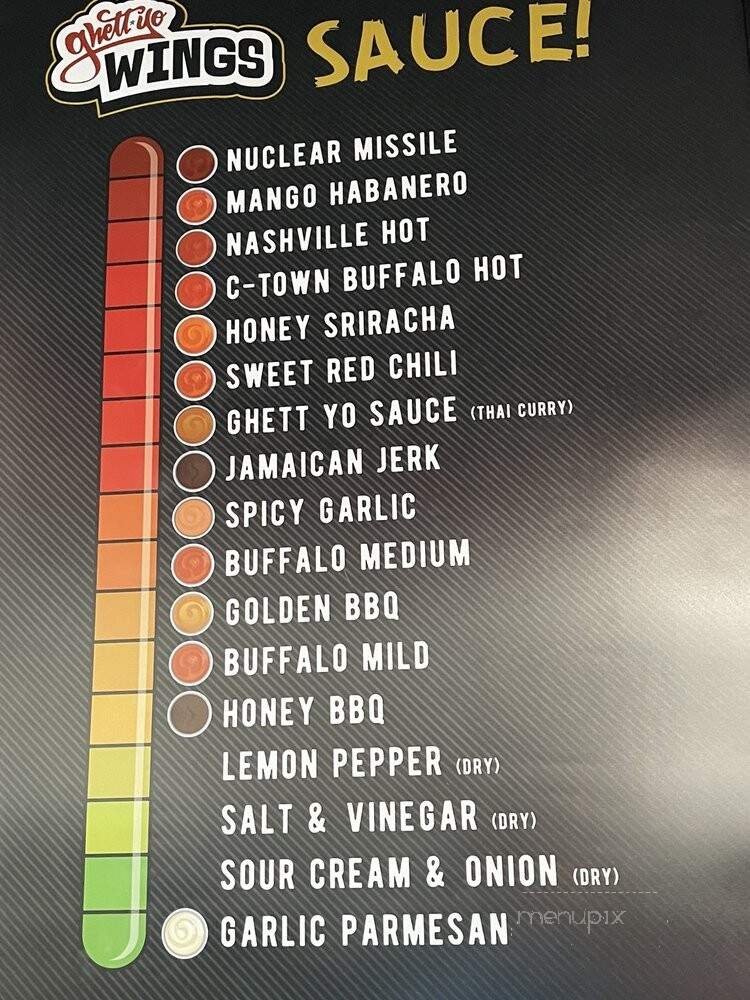 ghett yo
WINGS
SAUCE!
NUCLEAR MISSILE
MANGO HABANERO
NASHVILLE HOT
C-TOWN BUFFALO HOT
HONEY SRIRACHA
SWEET RED CHILI
GHETT YO SAUCE (THAI CURRY)
JAMAICAN JERK
SPICY GARLIC
BUFFALO MEDIUM
GOLDEN BBQ
BUFFALO MILD
HONEY BBQ
LEMON PEPPER (DRY)
SALT & VINEGAR (DRY)
SOUR CREAM & ONION (DRY)
GARLIC PARMESAN
menupix